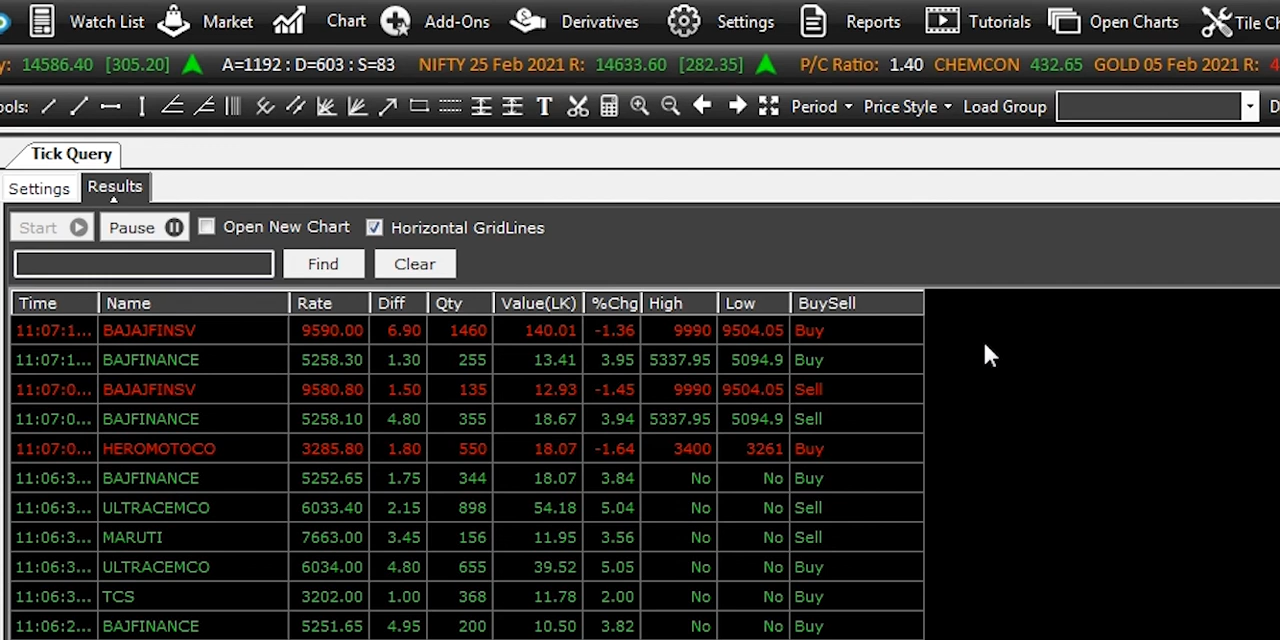 Watch List Market Chart Add-Ons Derivatives Settings Reports Tutorials Open Charts Tile
y: 14586.40 [305.20] A=1192 : D=603 : S=83 NIFTY 25 Feb 2021 R: 14633.60 [282.35] P/C Ratio: 1.40 CHEMCON 432.65 GOLD 05 Feb 2021 R: 4
ools: T Period Price Style Load Group D
Tick Query
Settings Results
Start Pause Open New Chart Horizontal GridLines
Find Clear
Time Name Rate Diff Qty Value(LK) %Chg High Low BuySell
11:07:1... BAJAJFINSV 9590.00 6.90 1460 140.01 -1.36 9990 9504.05 Buy
11:07:1... BAJFINANCE 5258.30 1.30 255 13.41 3.95 5337.95 5094.9 Buy
11:07:0... BAJAJFINSV 9580.80 1.50 135 12.93 -1.45 9990 9504.05 Sell
11:07:0... BAJFINANCE 5258.10 4.80 355 18.67 3.94 5337.95 5094.9 Sell
11:07:0... HEROMOTOCO 3285.80 1.80 550 18.07 -1.64 3400 3261 Buy
11:06:3... BAJFINANCE 5252.65 1.75 344 18.07 3.84 No No Buy
11:06:3... ULTRACEMCO 6033.40 2.15 898 54.18 5.04 No No Sell
11:06:3... MARUTI 7663.00 3.45 156 11.95 3.56 No No Sell
11:06:3... ULTRACEMCO 6034.00 4.80 655 39.52 5.05 No No Buy
11:06:3... TCS 3202.00 1.00 368 11.78 2.00 No No Buy
11:06:2... BAJFINANCE 5251.65 4.95 200 10.50 3.82 No No Buy